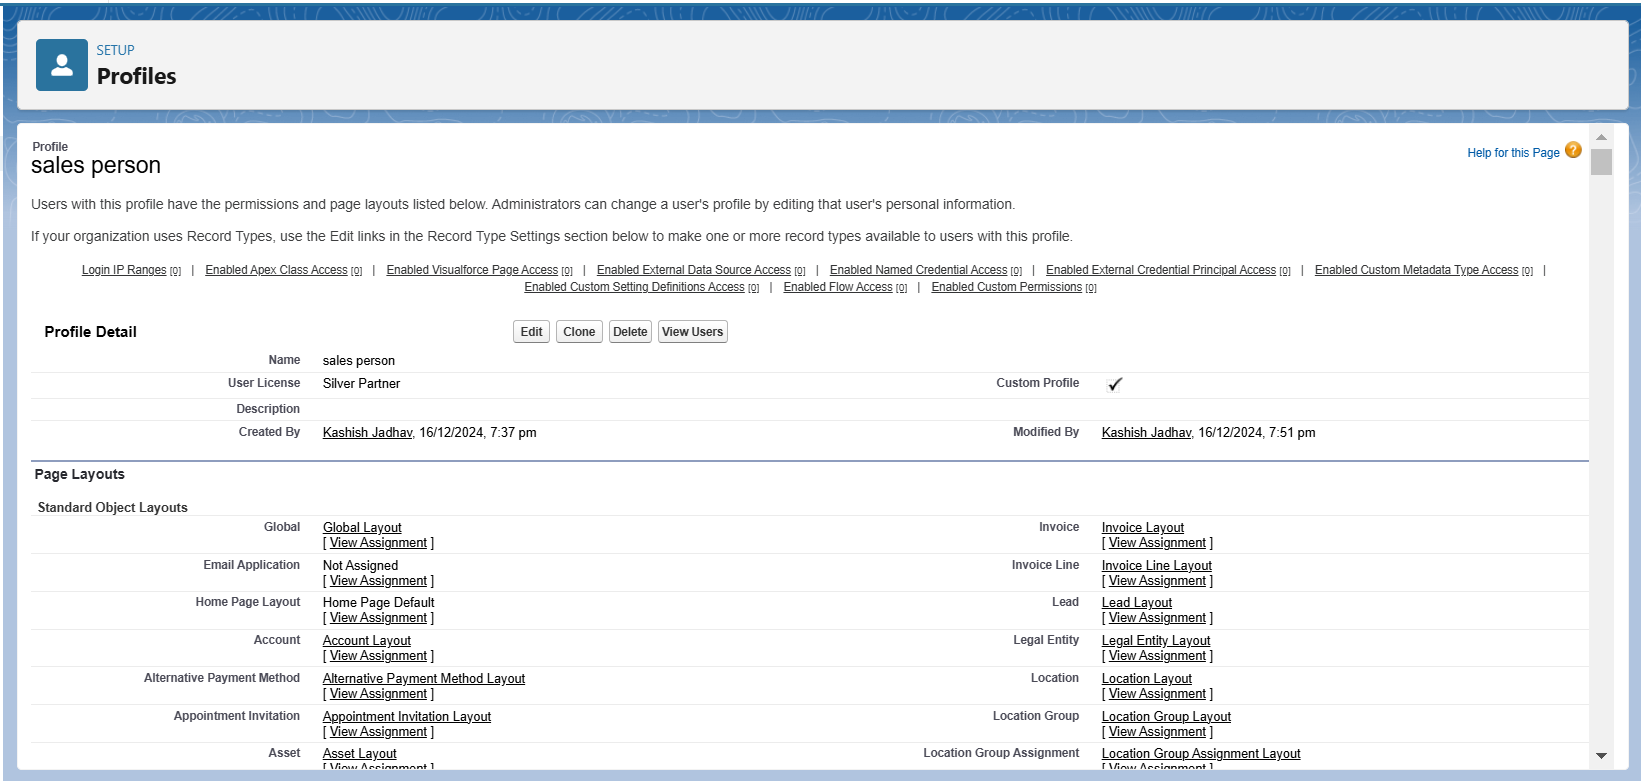 SETUP
Profiles
Profile
sales person
Help for this Page ?
Users with this profile have the permissions and page layouts listed below. Administrators can change a user's profile by editing that user's personal information.
If your organization uses Record Types, use the Edit links in the Record Type Settings section below to make one or more record types available to users with this profile.
Login IP Ranges [0] | Enabled Apex Class Access [0] | Enabled Visualforce Page Access [0] | Enabled External Data Source Access [0] | Enabled Named Credential Access [0] | Enabled External Credential Principal Access [0] | Enabled Custom Metadata Type Access [0] |
Enabled Custom Setting Definitions Access [0] | Enabled Flow Access [0] | Enabled Custom Permissions [0]
Profile Detail Edit Clone Delete View Users
Name sales person
User License Silver Partner Custom Profile ✓
Description
Created By Kashish Jadhav, 16/12/2024, 7:37 pm Modified By Kashish Jadhav, 16/12/2024, 7:51 pm
Page Layouts
Standard Object Layouts
Global Global Layout Invoice Invoice Layout
[ View Assignment ] [ View Assignment ]
Email Application Not Assigned Invoice Line Invoice Line Layout
[ View Assignment ] [ View Assignment ]
Home Page Layout Home Page Default Lead Lead Layout
[ View Assignment ] [ View Assignment ]
Account Account Layout Legal Entity Legal Entity Layout
[ View Assignment ] [ View Assignment ]
Alternative Payment Method Alternative Payment Method Layout Location Location Layout
[ View Assignment ] [ View Assignment ]
Appointment Invitation Appointment Invitation Layout Location Group Location Group Layout
[ View Assignment ] [ View Assignment ]
Asset Asset Layout Location Group Assignment Location Group Assignment Layout
[ View Assignment ] [ View Assignment ]